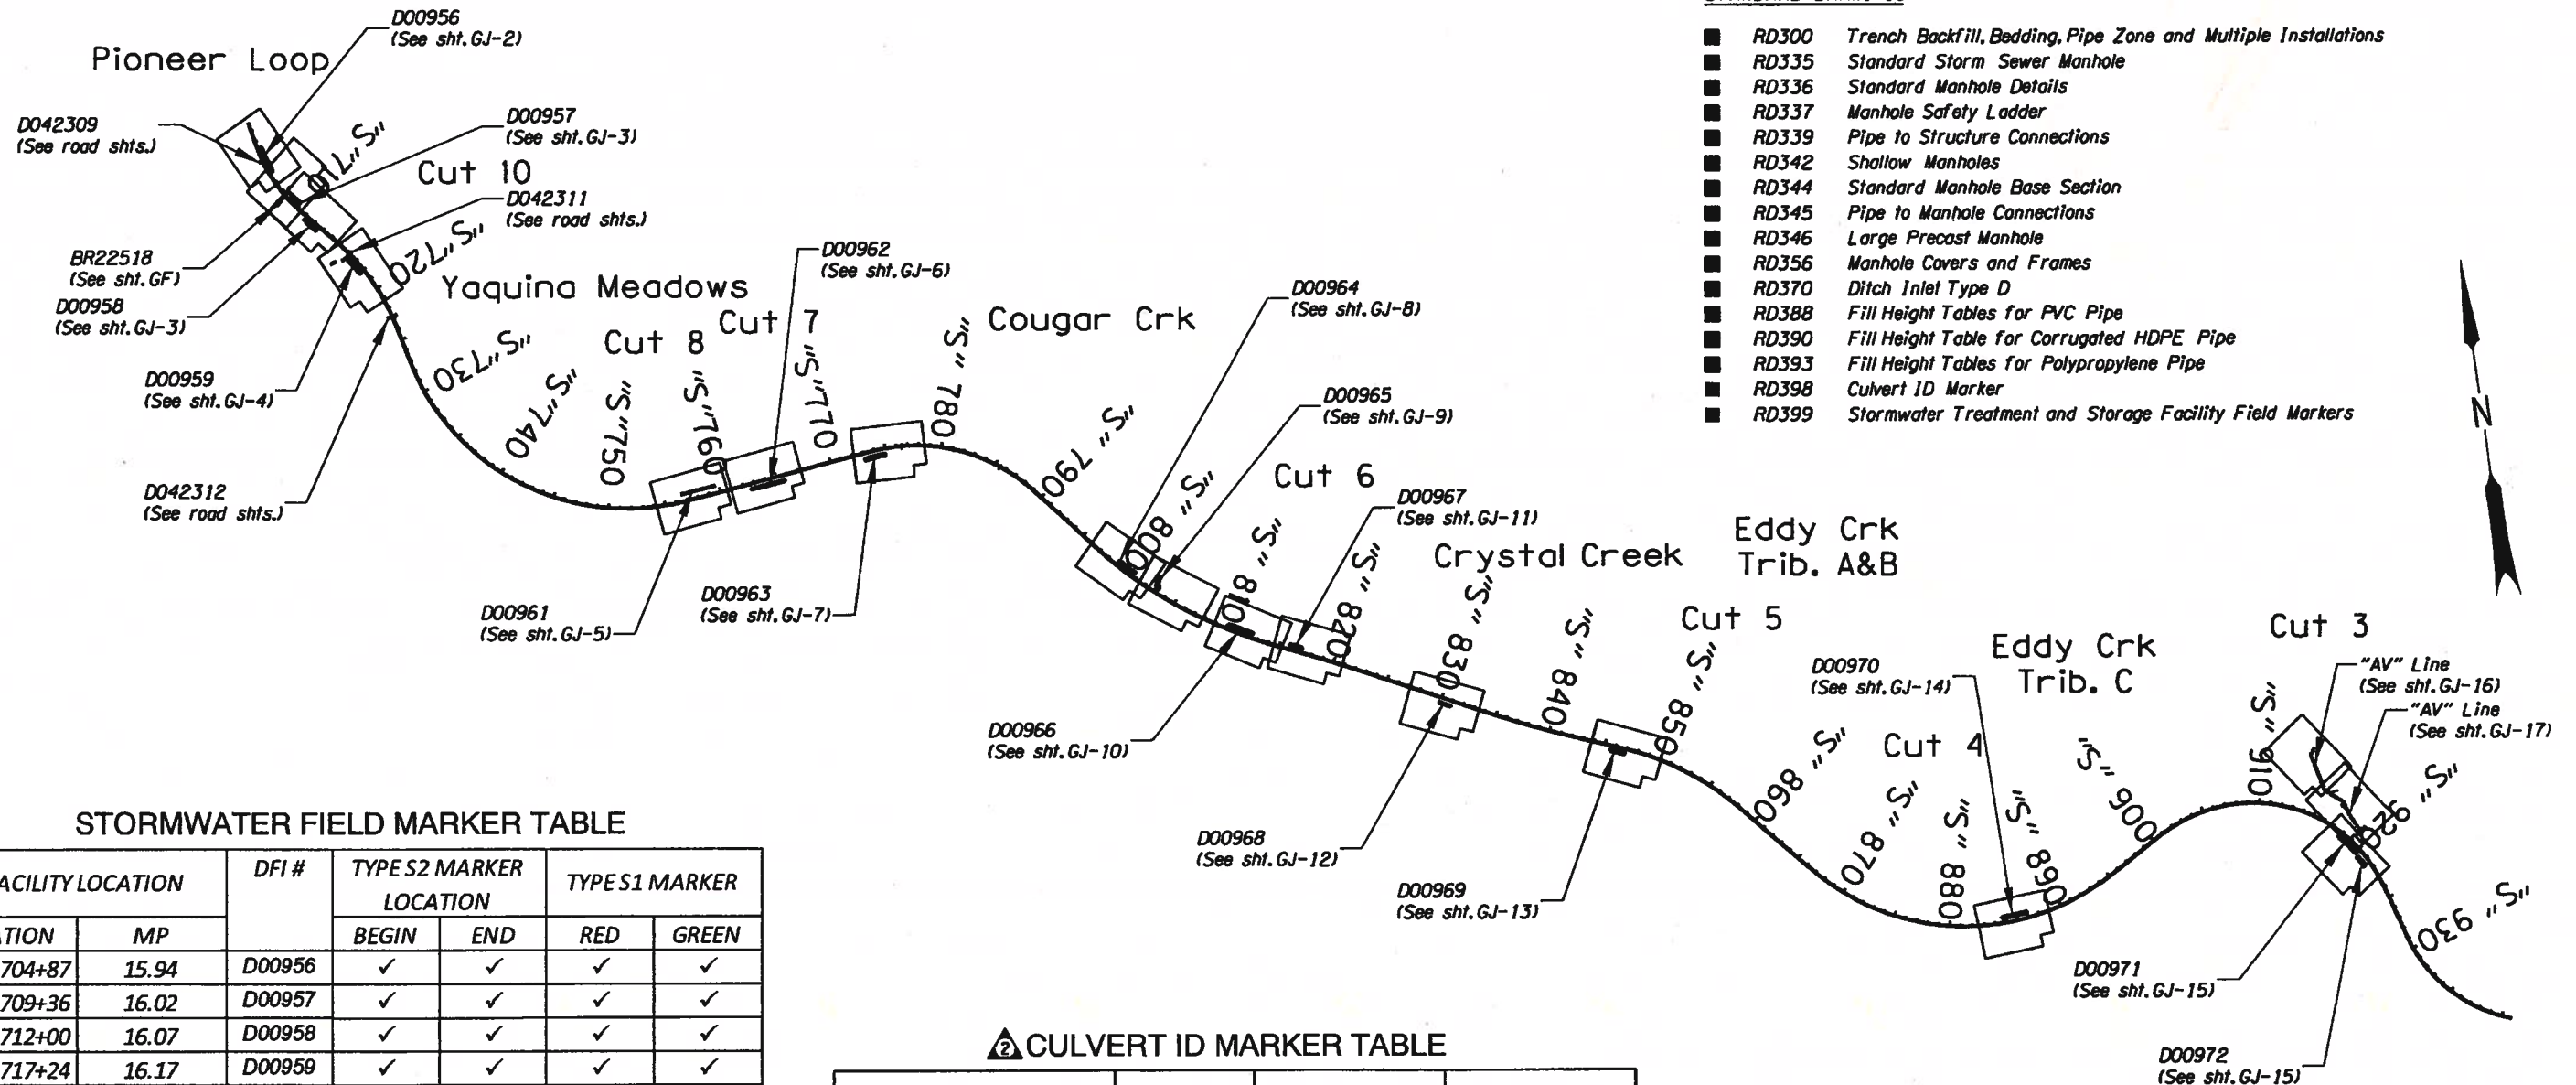 RD300 Trench Backfill, Bedding, Pipe Zone and Multiple Installations
RD335 Standard Storm Sewer Manhole
RD336 Standard Manhole Details
RD337 Manhole Safety Ladder
RD339 Pipe to Structure Connections
RD342 Shallow Manholes
RD344 Standard Manhole Base Section
RD345 Pipe to Manhole Connections
RD346 Large Precast Manhole
RD356 Manhole Covers and Frames
RD370 Ditch Inlet Type D
RD388 Fill Height Tables for PVC Pipe
RD390 Fill Height Table for Corrugated HDPE Pipe
RD393 Fill Height Tables for Polypropylene Pipe
RD398 Culvert ID Marker
RD399 Stormwater Treatment and Storage Facility Field Markers
N
D00956
(See sht. GJ-2)
Pioneer Loop
D042309
(See road shts.)
D00957
(See sht. GJ-3)
"S" 710
Cut 10
D042311
(See road shts.)
BR22518
(See sht. GF)
D00958
(See sht. GJ-3)
"S" 720
Yaquina Meadows
D00959
(See sht. GJ-4)
D042312
(See road shts.)
"S" 730
"S" 740
"S" 750
Cut 8
"S" 760
Cut 7
"S" 770
D00962
(See sht. GJ-6)
D00961
(See sht. GJ-5)
D00963
(See sht. GJ-7)
"S" 780
Cougar Crk
"S" 790
D00964
(See sht. GJ-8)
D00965
(See sht. GJ-9)
"S" 800
Cut 6
"S" 810
D00967
(See sht. GJ-11)
"S" 820
D00966
(See sht. GJ-10)
Crystal Creek
"S" 830
D00968
(See sht. GJ-12)
Eddy Crk
Trib. A&B
"S" 840
Cut 5
"S" 850
D00969
(See sht. GJ-13)
"S" 860
"S" 870
Cut 4
"S" 880
D00970
(See sht. GJ-14)
"S" 890
Eddy Crk
Trib. C
"S" 900
"S" 910
Cut 3
"AV" Line
(See sht. GJ-16)
"AV" Line
(See sht. GJ-17)
"S" 920
D00971
(See sht. GJ-15)
D00972
(See sht. GJ-15)
"S" 930
STORMWATER FIELD MARKER TABLE
LOCATION DFI # TYPE S2 MARKER LOCATION TYPE S1 MARKER
MP BEGIN END RED GREEN
704+87 15.94 D00956 ✓ ✓ ✓ ✓
709+36 16.02 D00957 ✓ ✓ ✓ ✓
712+00 16.07 D00958 ✓ ✓ ✓ ✓
717+24 16.17 D00959 ✓ ✓ ✓ ✓
2 CULVERT ID MARKER TABLE